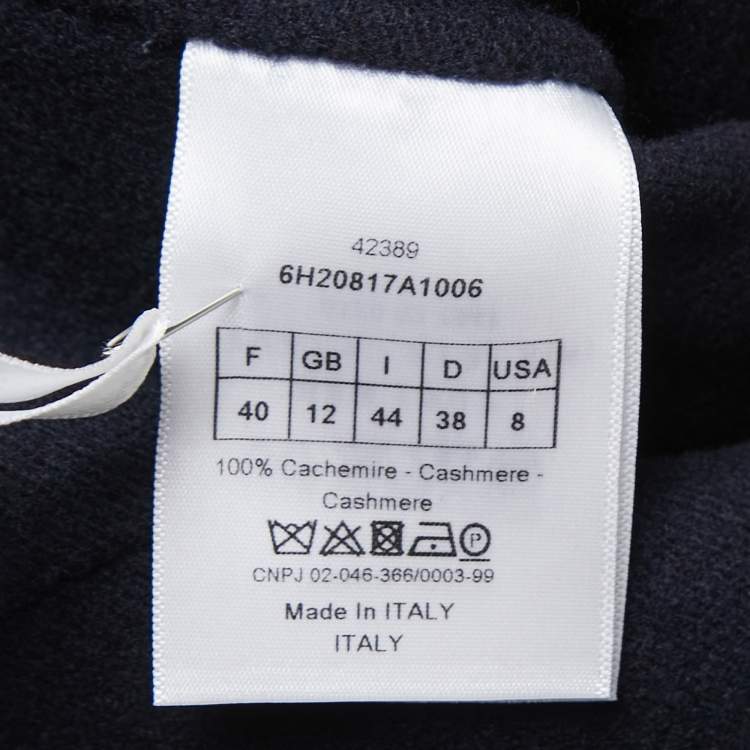 42389
6H20817A1006
F GB I D USA
40 12 44 38 8
100% Cachemire - Cashmere -
Cashmere
P
CNPJ 02-046-366/0003-99
Made In ITALY
ITALY